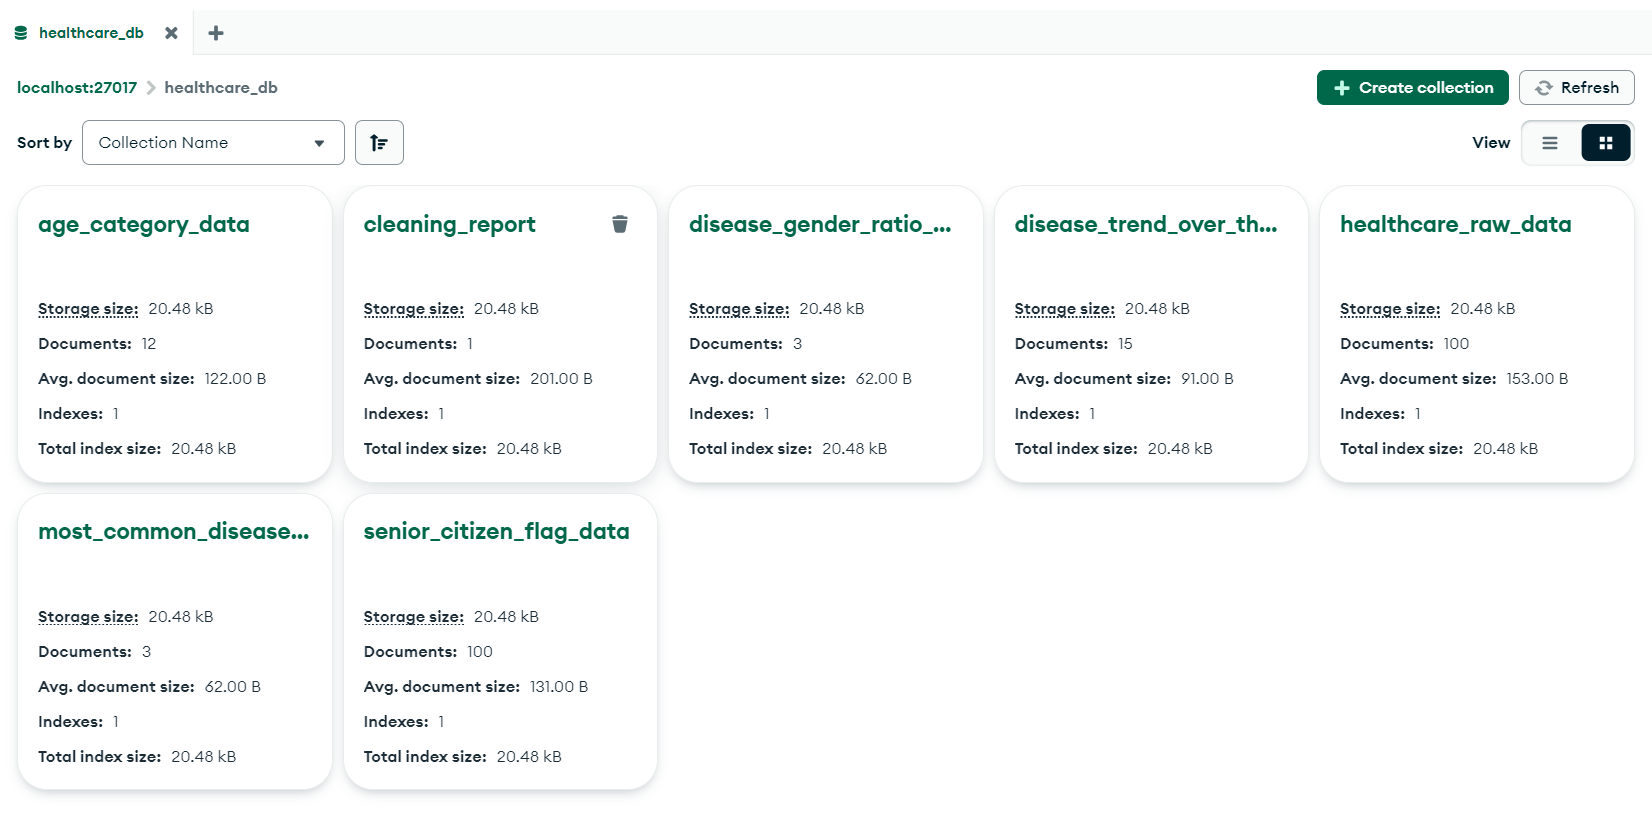 healthcare_db
localhost:27017 healthcare_db
Create collection
Refresh
Sort by Collection Name
View
age_category_data
Storage size: 20.48 kB
Documents: 12
Avg. document size: 122.00 B
Indexes: 1
Total index size: 20.48 kB
cleaning_report
Storage size: 20.48 kB
Documents: 1
Avg. document size: 201.00 B
Indexes: 1
Total index size: 20.48 kB
disease_gender_ratio_...
Storage size: 20.48 kB
Documents: 3
Avg. document size: 62.00 B
Indexes: 1
Total index size: 20.48 kB
disease_trend_over_th...
Storage size: 20.48 kB
Documents: 15
Avg. document size: 91.00 B
Indexes: 1
Total index size: 20.48 kB
healthcare_raw_data
Storage size: 20.48 kB
Documents: 100
Avg. document size: 153.00 B
Indexes: 1
Total index size: 20.48 kB
most_common_disease...
Storage size: 20.48 kB
Documents: 3
Avg. document size: 62.00 B
Indexes: 1
Total index size: 20.48 kB
senior_citizen_flag_data
Storage size: 20.48 kB
Documents: 100
Avg. document size: 131.00 B
Indexes: 1
Total index size: 20.48 kB